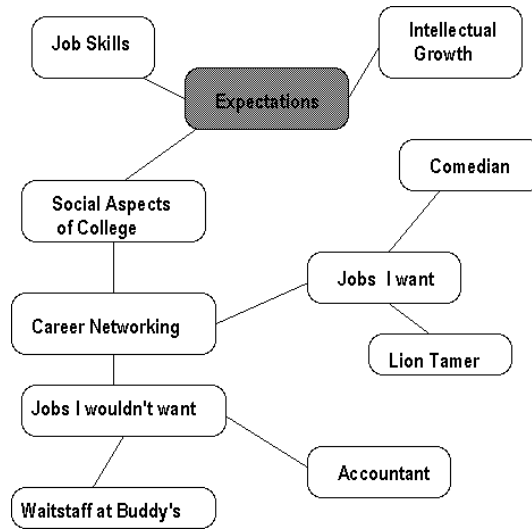 Job Skills
Intellectual
Growth
Expectations
Comedian
Social Aspects
of College
Jobs I want
Career Networking
Lion Tamer
Jobs I wouldn't want
Accountant
Waitstaff at Buddy's